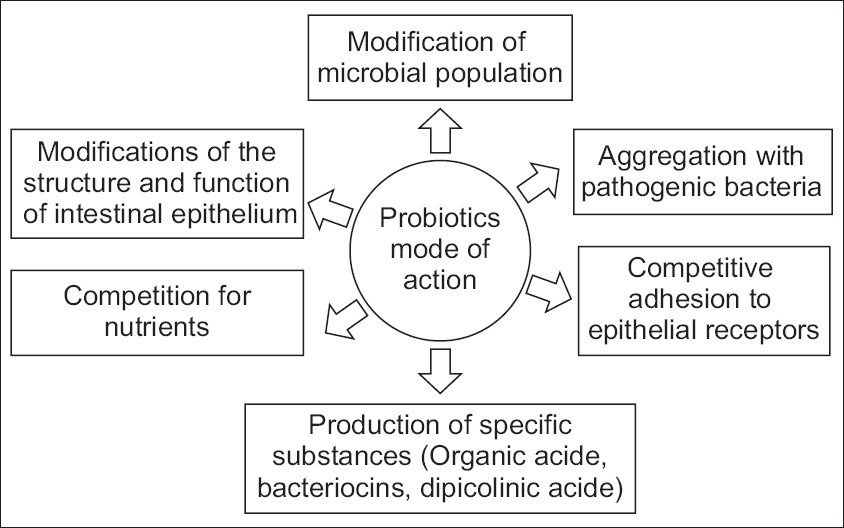 Modification of
microbial population
Modifications of the
structure and function
of intestinal epithelium
Aggregation with
pathogenic bacteria
Probiotics
mode of
action
Competition for
nutrients
Competitive
adhesion to
epithelial receptors
Production of specific
substances (Organic acide,
bacteriocins, dipicolinic acide)